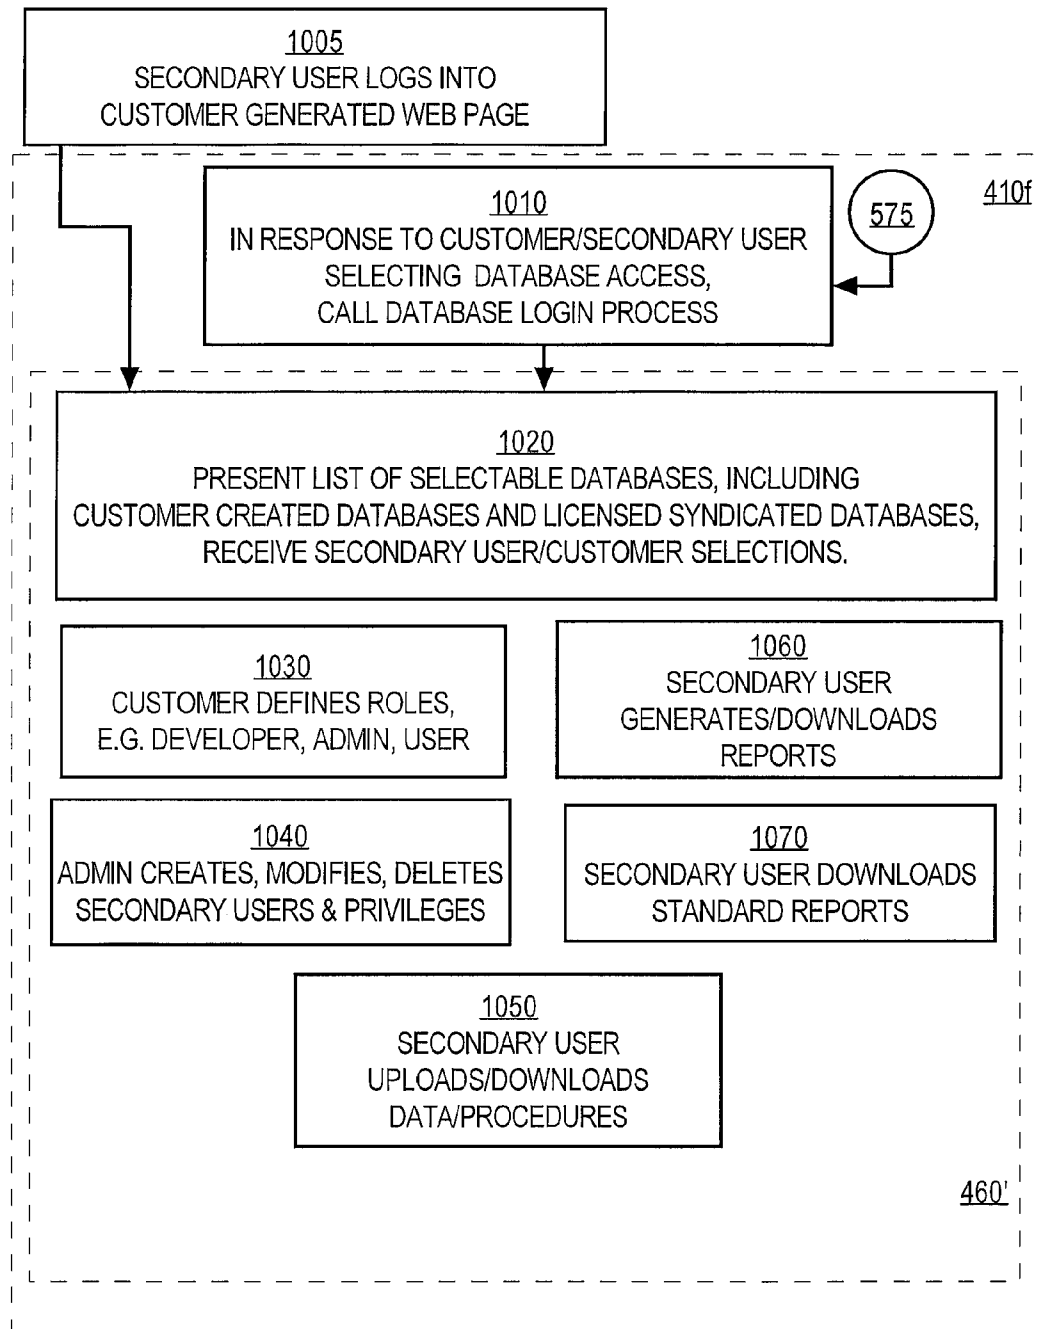 1005
SECONDARY USER LOGS INTO
CUSTOMER GENERATED WEB PAGE
410f
1010
IN RESPONSE TO CUSTOMER/SECONDARY USER
SELECTING DATABASE ACCESS,
CALL DATABASE LOGIN PROCESS
575
1020
PRESENT LIST OF SELECTABLE DATABASES, INCLUDING
CUSTOMER CREATED DATABASES AND LICENSED SYNDICATED DATABASES,
RECEIVE SECONDARY USER/CUSTOMER SELECTIONS.
1030
CUSTOMER DEFINES ROLES,
E.G. DEVELOPER, ADMIN, USER
1060
SECONDARY USER
GENERATES/DOWNLOADS
REPORTS
1040
ADMIN CREATES, MODIFIES, DELETES
SECONDARY USERS & PRIVILEGES
1070
SECONDARY USER DOWNLOADS
STANDARD REPORTS
1050
SECONDARY USER
UPLOADS/DOWNLOADS
DATA/PROCEDURES
460'